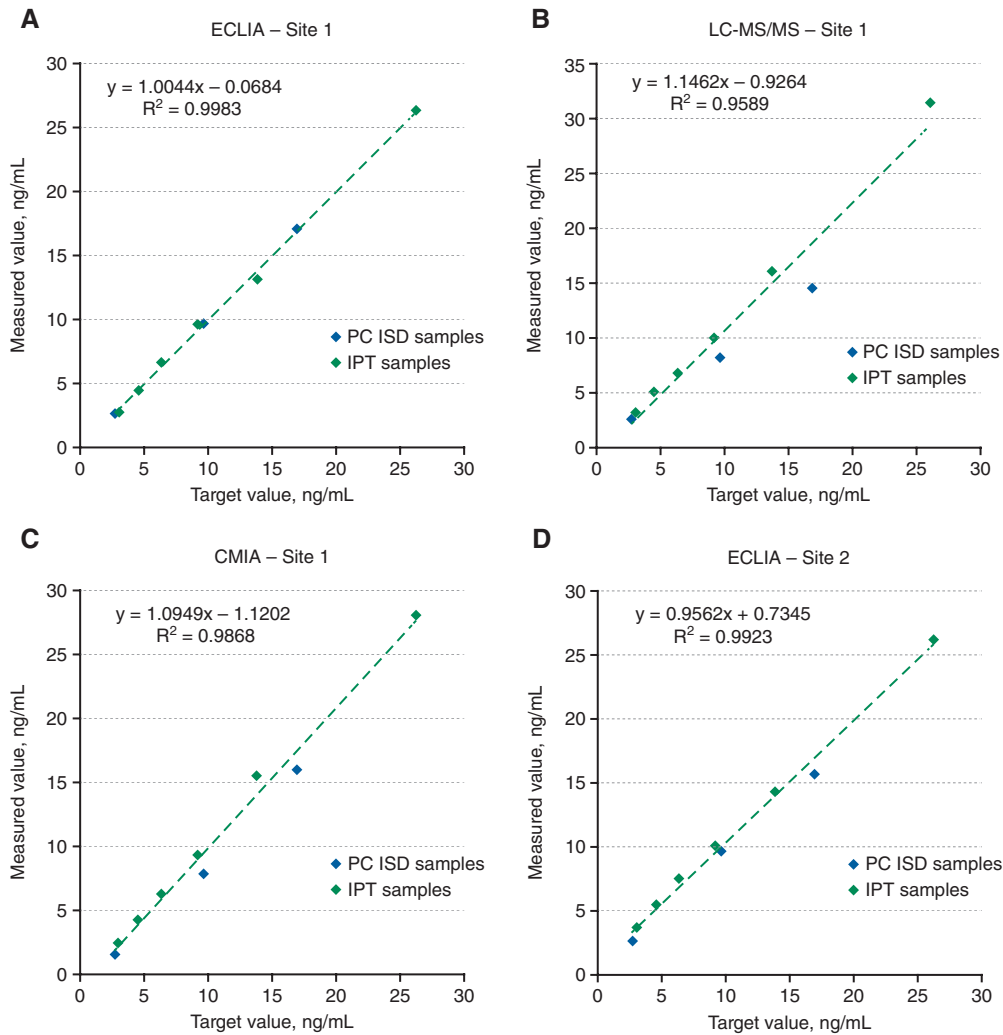 A
ECLIA – Site 1
y = 1.0044x – 0.0684
R² = 0.9983
Measured value, ng/mL
30
25
20
15
10
5
0
PC ISD samples
IPT samples
0 5 10 15 20 25 30
Target value, ng/mL
B
LC-MS/MS – Site 1
y = 1.1462x – 0.9264
R² = 0.9589
Measured value, ng/mL
35
30
25
20
15
10
5
0
PC ISD samples
IPT samples
0 5 10 15 20 25 30
Target value, ng/mL
C
CMIA – Site 1
y = 1.0949x – 1.1202
R² = 0.9868
Measured value, ng/mL
30
25
20
15
10
5
0
PC ISD samples
IPT samples
0 5 10 15 20 25 30
Target value, ng/mL
D
ECLIA – Site 2
y = 0.9562x + 0.7345
R² = 0.9923
Measured value, ng/mL
30
25
20
15
10
5
0
PC ISD samples
IPT samples
0 5 10 15 20 25 30
Target value, ng/mL